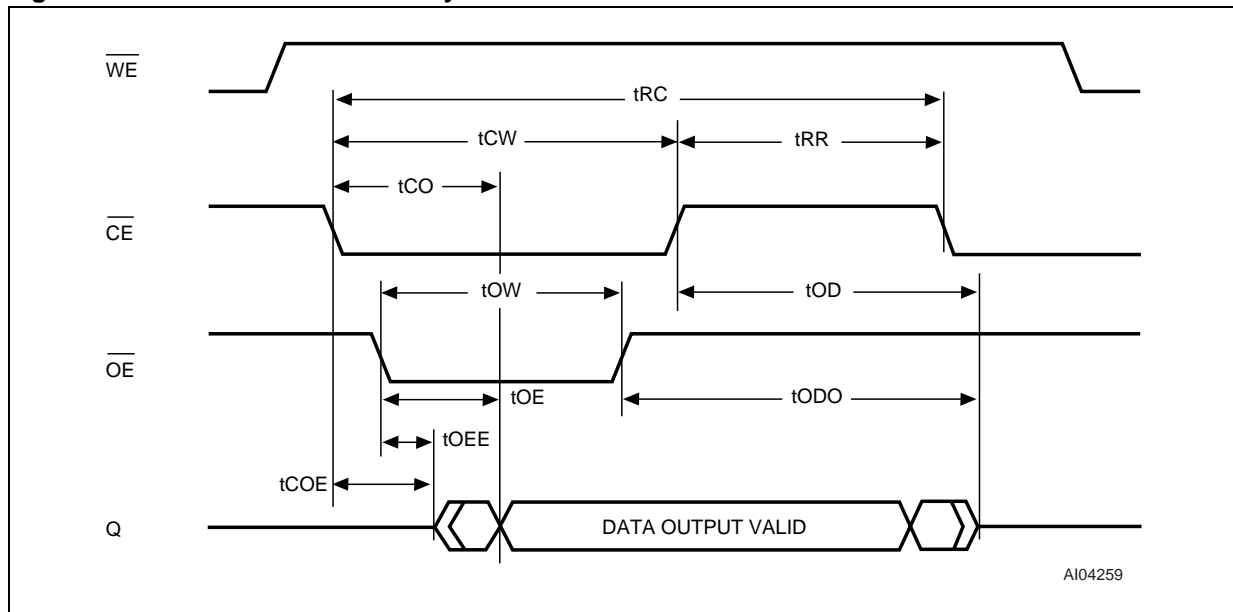 WE
tRC
tCW
tRR
tCO
CE
tOW
tOD
OE
tOE
tODO
tOEE
tCOE
Q
DATA OUTPUT VALID
AI04259